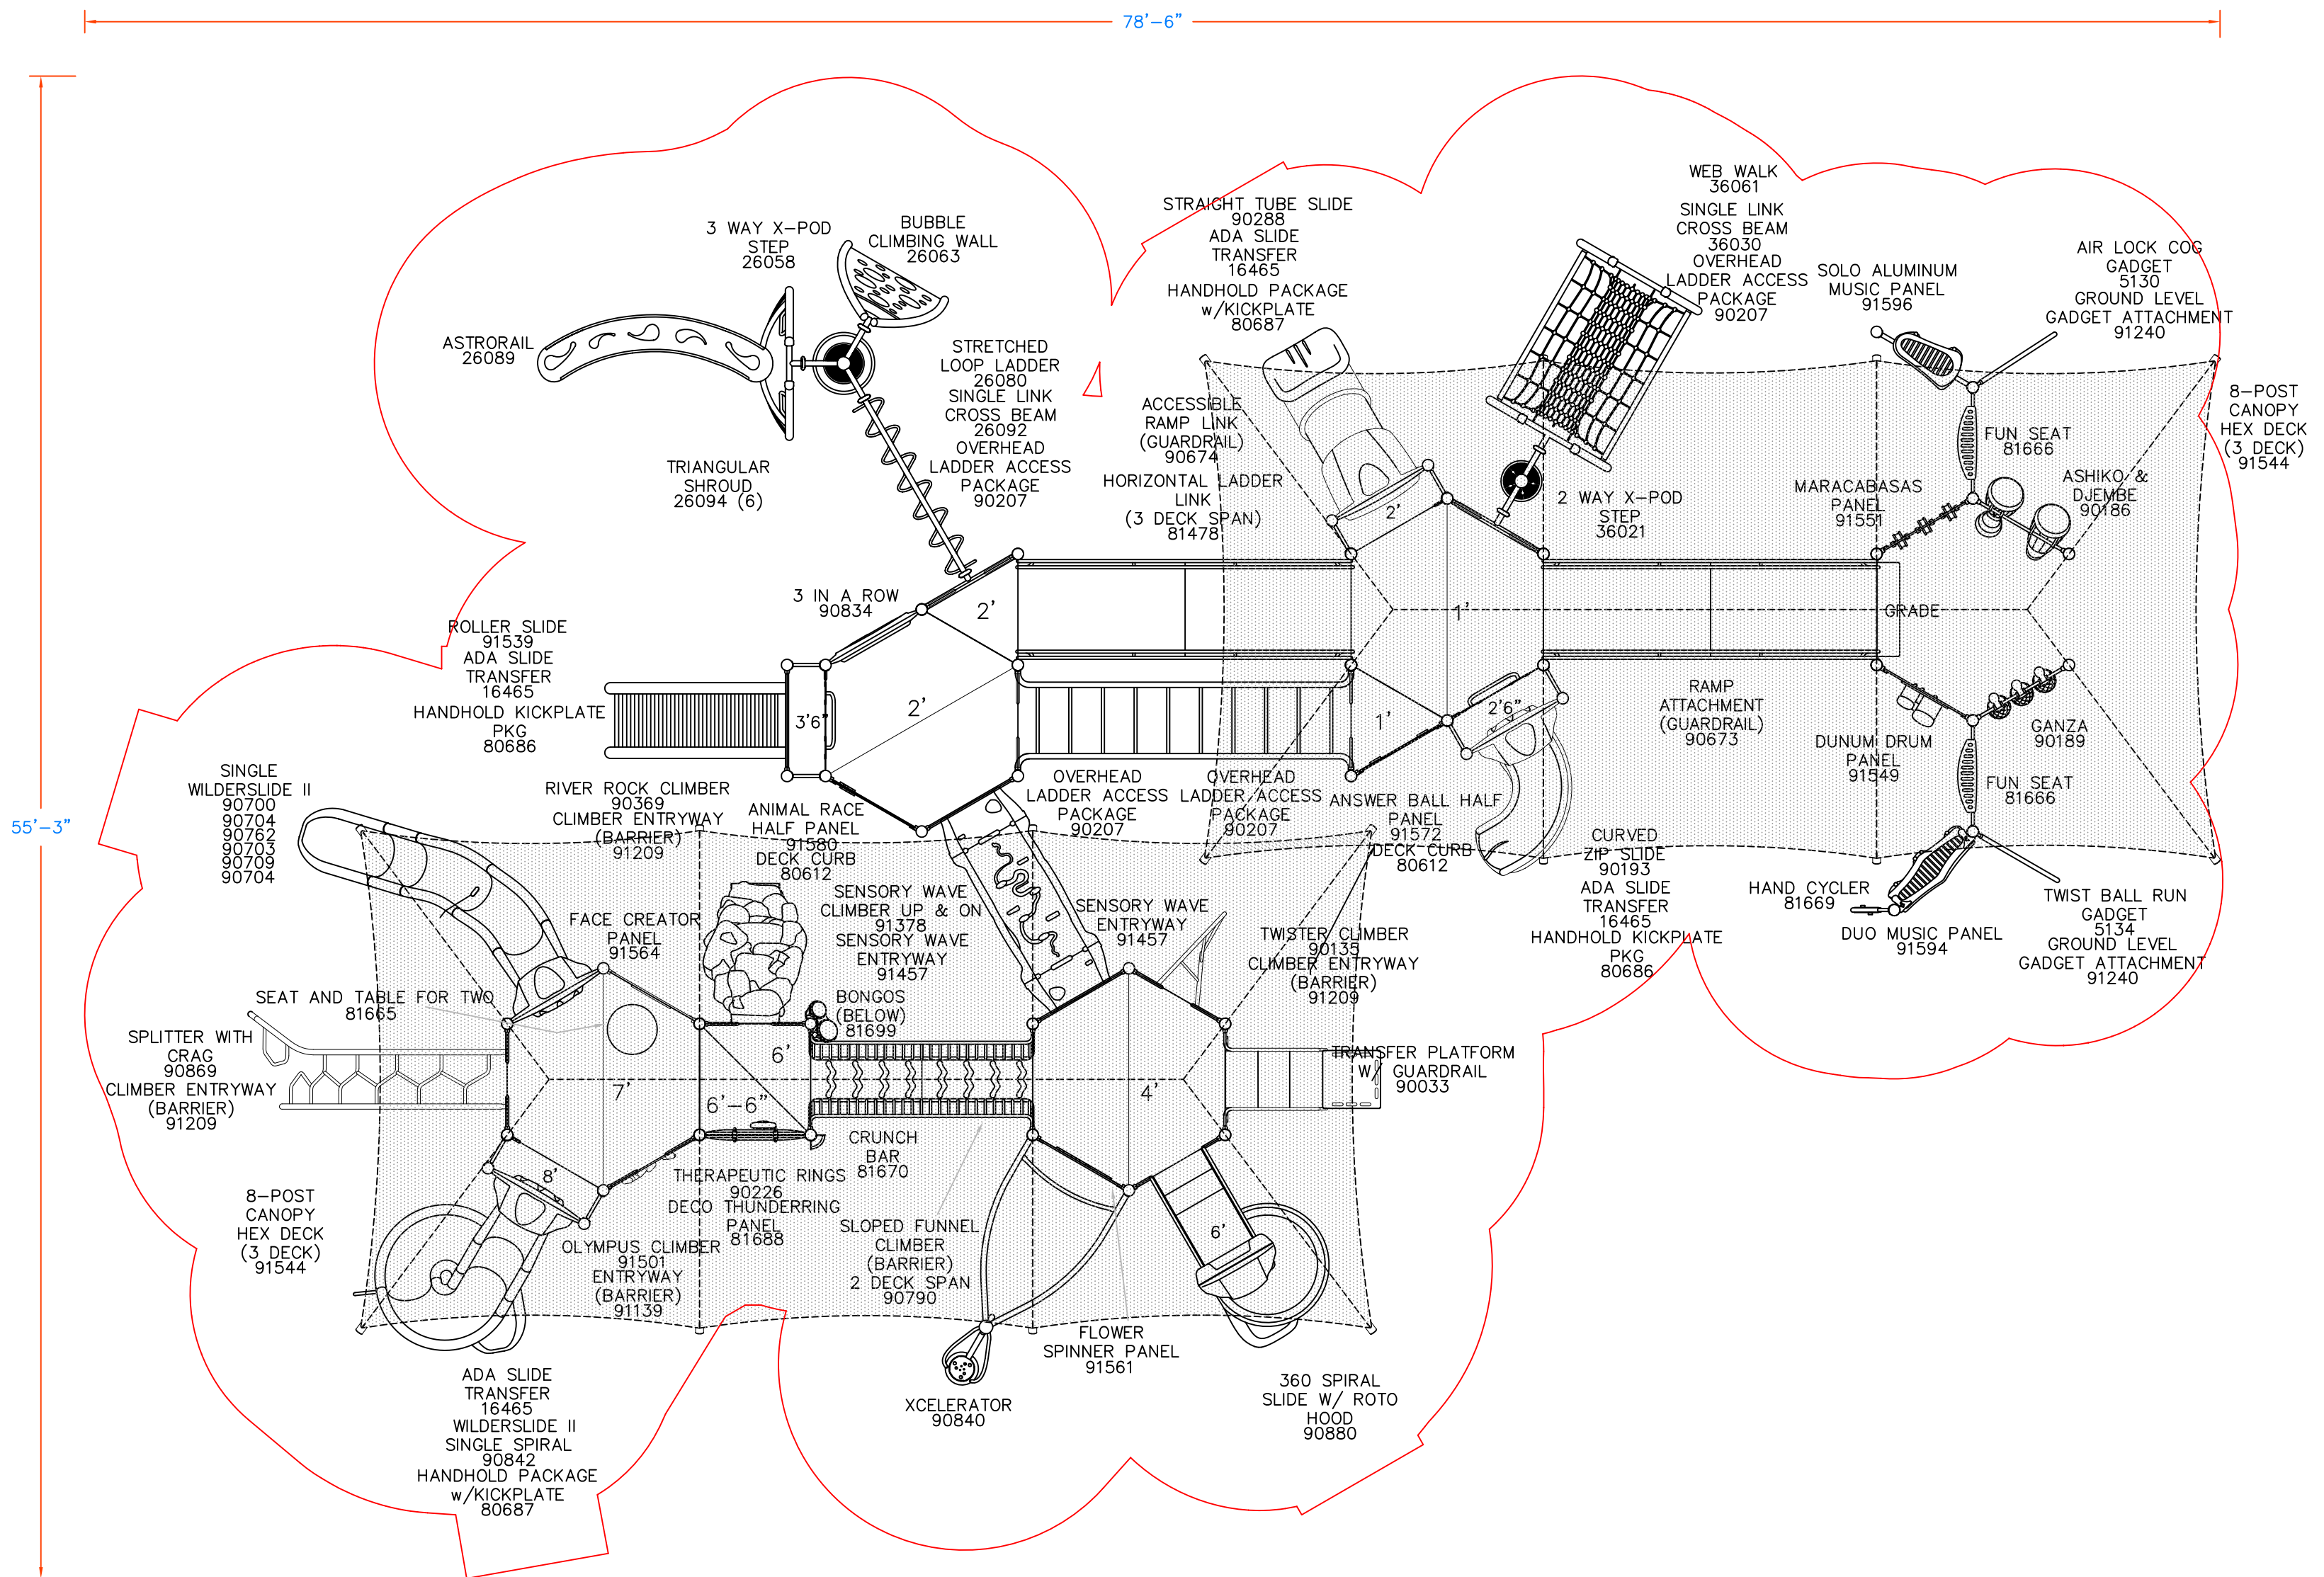 78'-6"
55'-3"
3 WAY X-POD
STEP
26058
BUBBLE
CLIMBING WALL
26063
ASTRORAIL
26089
TRIANGULAR
SHROUD
26094 (6)
STRETCHED
LOOP LADDER
26080
SINGLE LINK
CROSS BEAM
26092
OVERHEAD
LADDER ACCESS
PACKAGE
90207
STRAIGHT TUBE SLIDE
90288
ADA SLIDE
TRANSFER
16465
HANDHOLD PACKAGE
w/KICKPLATE
80687
ACCESSIBLE
RAMP LINK
(GUARDRAIL)
90674
HORIZONTAL LADDER
LINK
(3 DECK SPAN)
81478
WEB WALK
36061
SINGLE LINK
CROSS BEAM
36030
OVERHEAD
LADDER ACCESS
PACKAGE
90207
SOLO ALUMINUM
MUSIC PANEL
91596
AIR LOCK COG
GADGET
5130
GROUND LEVEL
GADGET ATTACHMENT
91240
8-POST
CANOPY
HEX DECK
(3 DECK)
91544
FUN SEAT
81666
ASHIKO &
DJEMBE
90186
MARACABASAS
PANEL
91551
2 WAY X-POD
STEP
36021
2'
3 IN A ROW
90834
2'
1'
GRADE
ROLLER SLIDE
91539
ADA SLIDE
TRANSFER
16465
HANDHOLD KICKPLATE
PKG
80686
3'6"
2'
1'
2'6"
RAMP
ATTACHMENT
(GUARDRAIL)
90673
DUNUM DRUM
PANEL
91549
GANZA
90189
FUN SEAT
81666
SINGLE
WILDERSLIDE II
90700
90704
90762
90703
90709
90704
RIVER ROCK CLIMBER
90369
CLIMBER ENTRYWAY
(BARRIER)
91209
ANIMAL RACE
HALF PANEL
91580
DECK CURB
80612
OVERHEAD
LADDER ACCESS
PACKAGE
90207
OVERHEAD
LADDER ACCESS
PACKAGE
90207
ANSWER BALL HALF
PANEL
91572
DECK CURB
80612
CURVED
ZIP SLIDE
90193
ADA SLIDE
TRANSFER
16465
HANDHOLD KICKPLATE
PKG
80686
HAND CYCLER
81669
DUO MUSIC PANEL
91594
TWIST BALL RUN
GADGET
5134
GROUND LEVEL
GADGET ATTACHMENT
91240
FACE CREATOR
PANEL
91564
SENSORY WAVE
CLIMBER UP & ON
91378
SENSORY WAVE
ENTRYWAY
91457
SENSORY WAVE
ENTRYWAY
91457
TWISTER CLIMBER
90135
CLIMBER ENTRYWAY
(BARRIER)
91209
SEAT AND TABLE FOR TWO
81665
BONGOS
(BELOW)
81699
SPLITTER WITH
CRAG
90869
CLIMBER ENTRYWAY
(BARRIER)
91209
6'
7'
6'-6"
4'
TRANSFER PLATFORM
W/ GUARDRAIL
90033
CRUNCH
BAR
81670
8'
THERAPEUTIC RINGS
90226
DECO THUNDERRING
PANEL
81688
8-POST
CANOPY
HEX DECK
(3 DECK)
91544
OLYMPUS CLIMBER
91501
ENTRYWAY
(BARRIER)
91139
SLOPED FUNNEL
CLIMBER
(BARRIER)
2 DECK SPAN
90790
6'
FLOWER
SPINNER PANEL
91561
ADA SLIDE
TRANSFER
16465
WILDERSLIDE II
SINGLE SPIRAL
90842
HANDHOLD PACKAGE
w/KICKPLATE
80687
XCELERATOR
90840
360 SPIRAL
SLIDE W/ ROTO
HOOD
90880